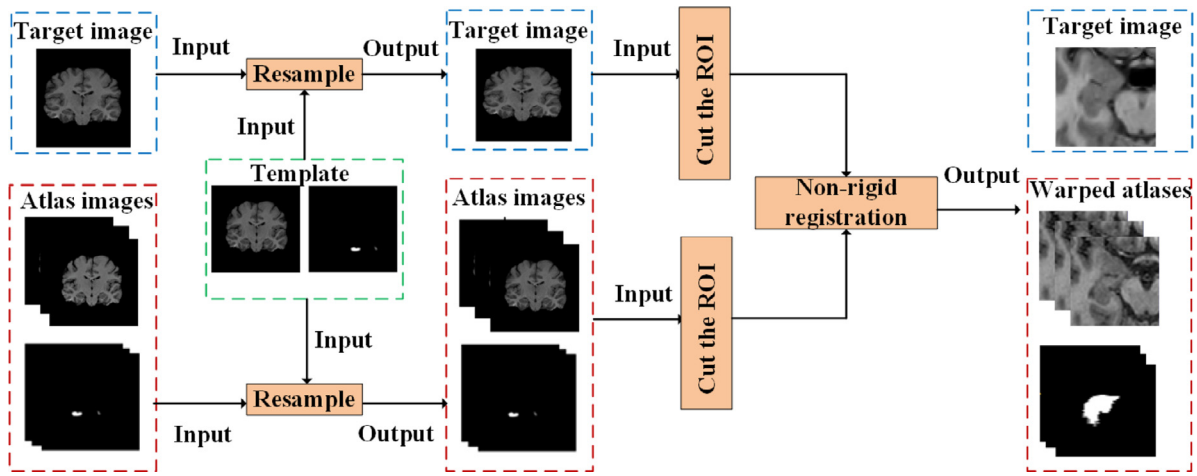 Target image
Input
Resample
Output
Target image
Input
Cut the ROI
Target image
Input
Template
Atlas images
Atlas images
Input
Cut the ROI
Non-rigid
registration
Output
Warped atlases
Input
Resample
Input
Output